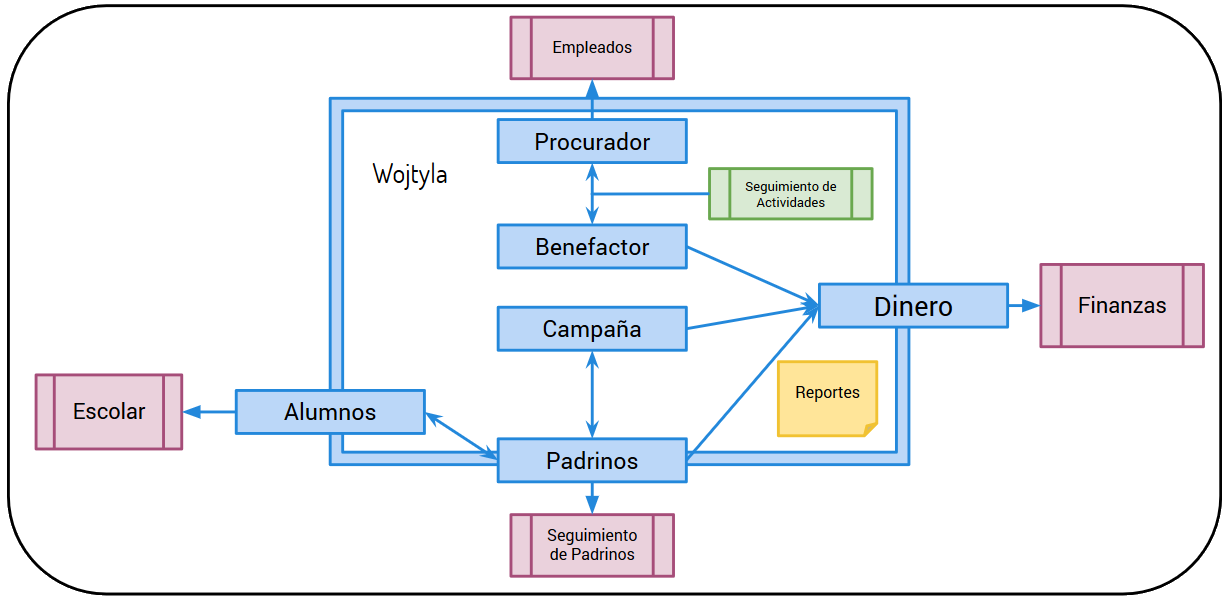 Empleados
Procurador
Wojtyla
Seguimiento de
Actividades
Benefactor
Dinero
Finanzas
Campaña
Reportes
Escolar
Alumnos
Padrinos
Seguimiento
de Padrinos